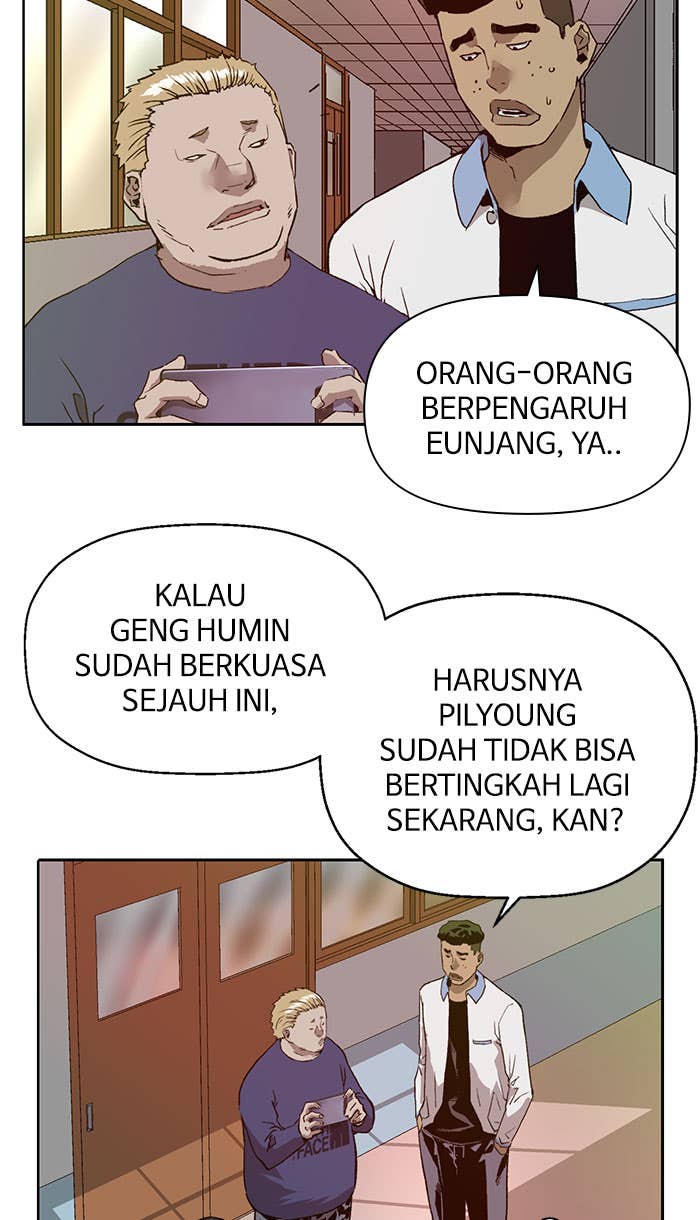 ORANG-ORANG
BERPENGARUH
EUNJANG, YA..
KALAU
GENG HUMIN
SUDAH BERKUASA
SEJAUH INI,
HARUSNYA
PILYOUNG
SUDAH TIDAK BISA
BERTINGKAH LAGI
SEKARANG, KAN?
FACE